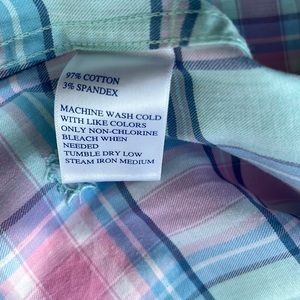 97% COTTON
3% SPANDEX
MACHINE WASH COLD
WITH LIKE COLORS
ONLY NON-CHLORINE
BLEACH WHEN
NEEDED
TUMBLE DRY LOW
STEAM IRON MEDIUM